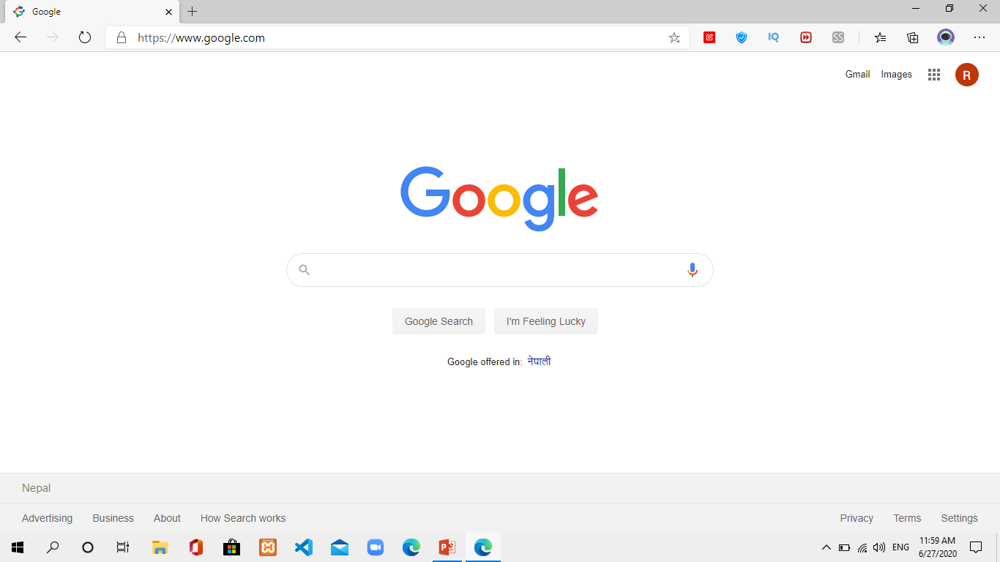 Google
https://www.google.com
IQ
SS
Gmail Images
R
Google
Google Search I'm Feeling Lucky
Google offered in: नेपाली
Nepal
Advertising Business About How Search works Privacy Terms Settings
ENG
11:59 AM
6/27/2020